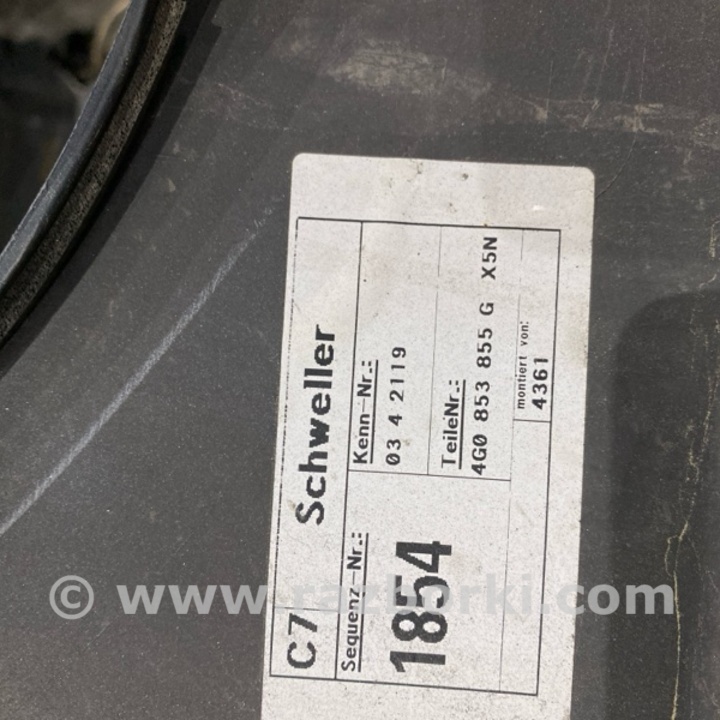 C7 Schweller
Sequenz-Nr.: Kenn-Nr.:
1854 03 4 2119
TeileNr.:
4G0 853 855 G X5N
montiert von:
4361
© www.razborki.com